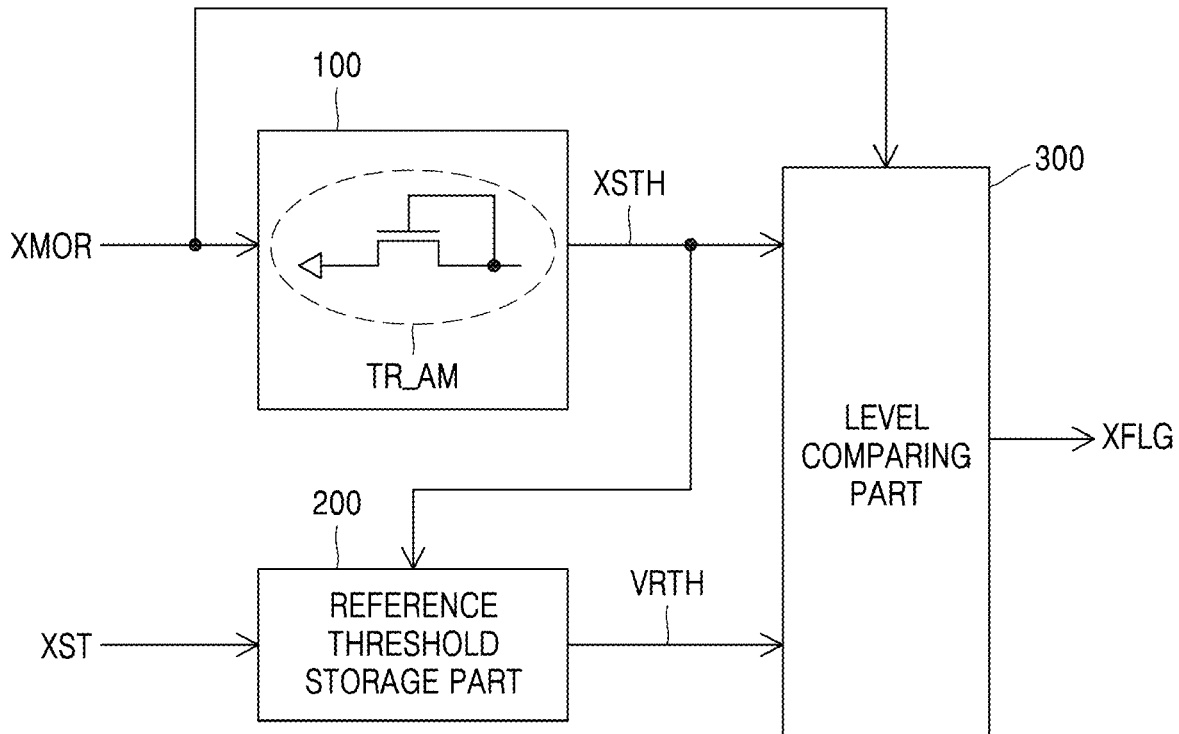 100
XMOR
TR_AM
XSTH
300
LEVEL
COMPARING
PART
XFLG
200
XST
REFERENCE
THRESHOLD
STORAGE PART
VRTH